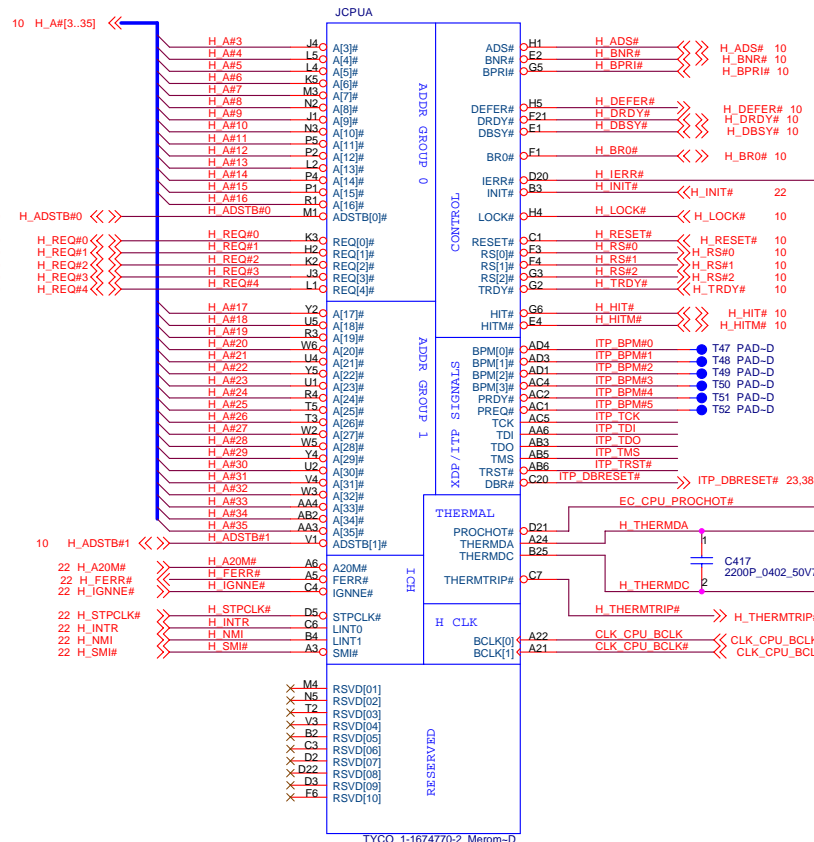 JCPUA
10 H_A#[3..35]
H_A#3 J4 A[3]# ADS# H1 H_ADS# H_ADS# 10
H_A#4 L5 A[4]# BNR# E2 H_BNR# H_BNR# 10
H_A#5 L4 A[5]# BPRI# G5 H_BPRI# H_BPRI# 10
H_A#6 K5 A[6]#
H_A#7 M3 A[7]#
H_A#8 N2 A[8]# DEFER# H5 H_DEFER# H_DEFER# 10
H_A#9 J1 A[9]# DRDY# F21 H_DRDY# H_DRDY# 10
H_A#10 N3 A[10]# DBSY# E1 H_DBSY# H_DBSY# 10
H_A#11 P5 A[11]#
H_A#12 P2 A[12]# BR0# F1 H_BR0# H_BR0# 10
H_A#13 L2 A[13]#
H_A#14 P4 A[14]# IERR# D20 H_IERR#
H_A#15 P1 A[15]# INIT# B3 H_INIT# H_INIT# 22
H_A#16 R1 A[16]#
H_ADSTB#0 H_ADSTB#0 M1 ADSTB[0]# LOCK# H4 H_LOCK# H_LOCK# 10
ADDR GROUP 0
CONTROL
H_REQ#0 H_REQ#0 K3 REQ[0]# RESET# C1 H_RESET# H_RESET# 10
H_REQ#1 H_REQ#1 H2 REQ[1]# RS[0]# F3 H_RS#0 H_RS#0 10
H_REQ#2 H_REQ#2 K2 REQ[2]# RS[1]# F4 H_RS#1 H_RS#1 10
H_REQ#3 H_REQ#3 J3 REQ[3]# RS[2]# G3 H_RS#2 H_RS#2 10
H_REQ#4 H_REQ#4 L1 REQ[4]# TRDY# G2 H_TRDY# H_TRDY# 10
H_A#17 Y2 A[17]# HIT# G6 H_HIT# H_HIT# 10
H_A#18 U5 A[18]# HITM# E4 H_HITM# H_HITM# 10
H_A#19 R3 A[19]#
H_A#20 W6 A[20]# BPM[0]# AD4 ITP_BPM#0 T47 PAD~D
H_A#21 U4 A[21]# BPM[1]# AD3 ITP_BPM#1 T48 PAD~D
H_A#22 Y5 A[22]# BPM[2]# AD1 ITP_BPM#2 T49 PAD~D
H_A#23 U1 A[23]# BPM[3]# AC4 ITP_BPM#3 T50 PAD~D
H_A#24 R4 A[24]# PRDY# AC2 ITP_BPM#4 T51 PAD~D
H_A#25 T5 A[25]# PREQ# AC1 ITP_BPM#5 T52 PAD~D
H_A#26 T3 A[26]# TCK AC5 ITP_TCK
H_A#27 W2 A[27]# TDI AA6 ITP_TDI
H_A#28 W5 A[28]# TDO AB3 ITP_TDO
H_A#29 Y4 A[29]# TMS AB5 ITP_TMS
H_A#30 U2 A[30]# TRST# AB6 ITP_TRST#
H_A#31 V4 A[31]# DBR# C20 ITP_DBRESET# ITP_DBRESET# 23,38
H_A#32 W3 A[32]#
H_A#33 AA4 A[33]#
H_A#34 AB2 A[34]#
H_A#35 AA3 A[35]#
10 H_ADSTB#1 H_ADSTB#1 V1 ADSTB[1]#
ADDR GROUP 1
XDP/ITP SIGNALS
THERMAL
PROCHOT# D21 EC_CPU_PROCHOT#
THERMDA A24 H_THERMDA
THERMDC B25 H_THERMDC
1
C417
2200P_0402_50V7
2
22 H_A20M# H_A20M# A6 A20M#
22 H_FERR# H_FERR# A5 FERR# THERMTRIP# C7 H_THERMTRIP# H_THERMTRIP#
22 H_IGNNE# H_IGNNE# C4 IGNNE#
ICH
22 H_STPCLK# H_STPCLK# D5 STPCLK#
22 H_INTR H_INTR C6 LINT0
22 H_NMI H_NMI B4 LINT1
22 H_SMI# H_SMI# A3 SMI#
H CLK
BCLK[0] A22 CLK_CPU_BCLK CLK_CPU_BCLK
BCLK[1] A21 CLK_CPU_BCLK# CLK_CPU_BCL
M4 RSVD[01]
N5 RSVD[02]
T2 RSVD[03]
V3 RSVD[04]
B2 RSVD[05]
C3 RSVD[06]
D2 RSVD[07]
D22 RSVD[08]
D3 RSVD[09]
F6 RSVD[10]
RESERVED
TYCO_1-1674770-2_Merom~D